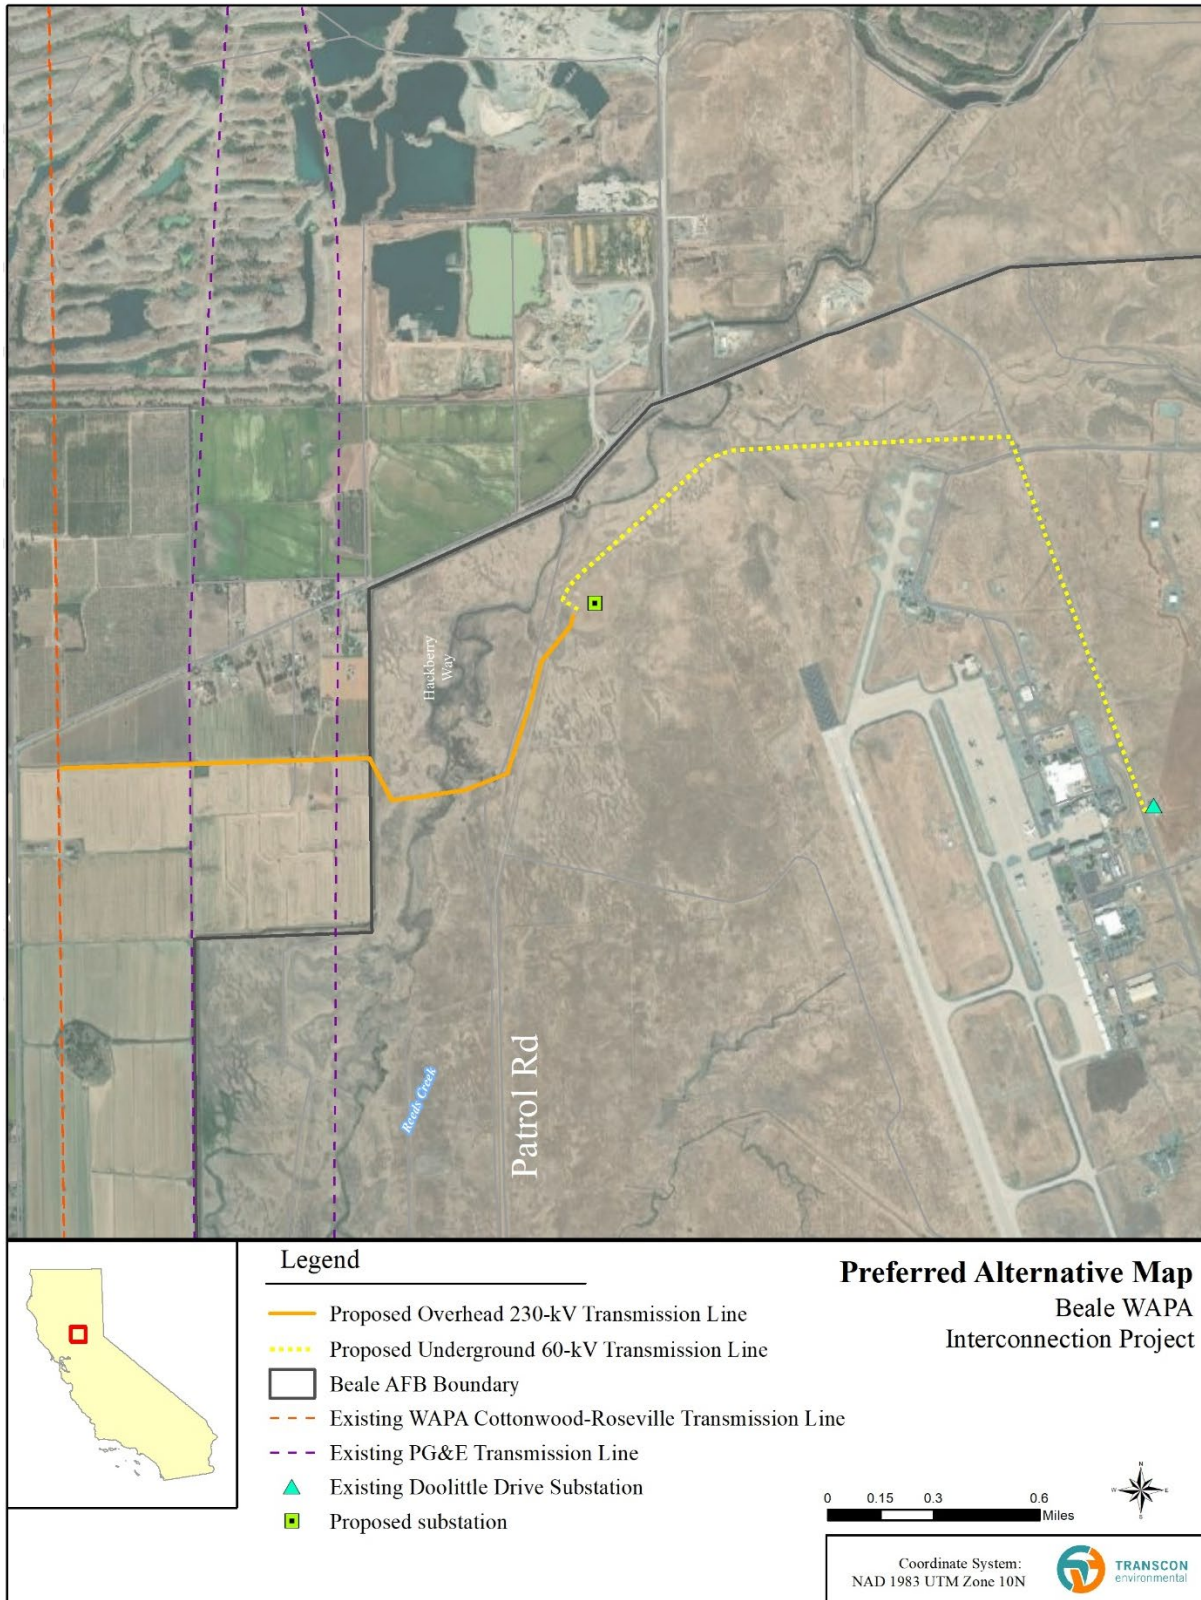 Hackberry
Way
Reeds Creek
Patrol Rd
Legend
Proposed Overhead 230-kV Transmission Line
Proposed Underground 60-kV Transmission Line
Beale AFB Boundary
Existing WAPA Cottonwood-Roseville Transmission Line
Existing PG&E Transmission Line
Existing Doolittle Drive Substation
Proposed substation
Preferred Alternative Map
Beale WAPA
Interconnection Project
N
W E
S
0 0.15 0.3 0.6
Miles
Coordinate System:
NAD 1983 UTM Zone 10N
TRANSCON
environmental